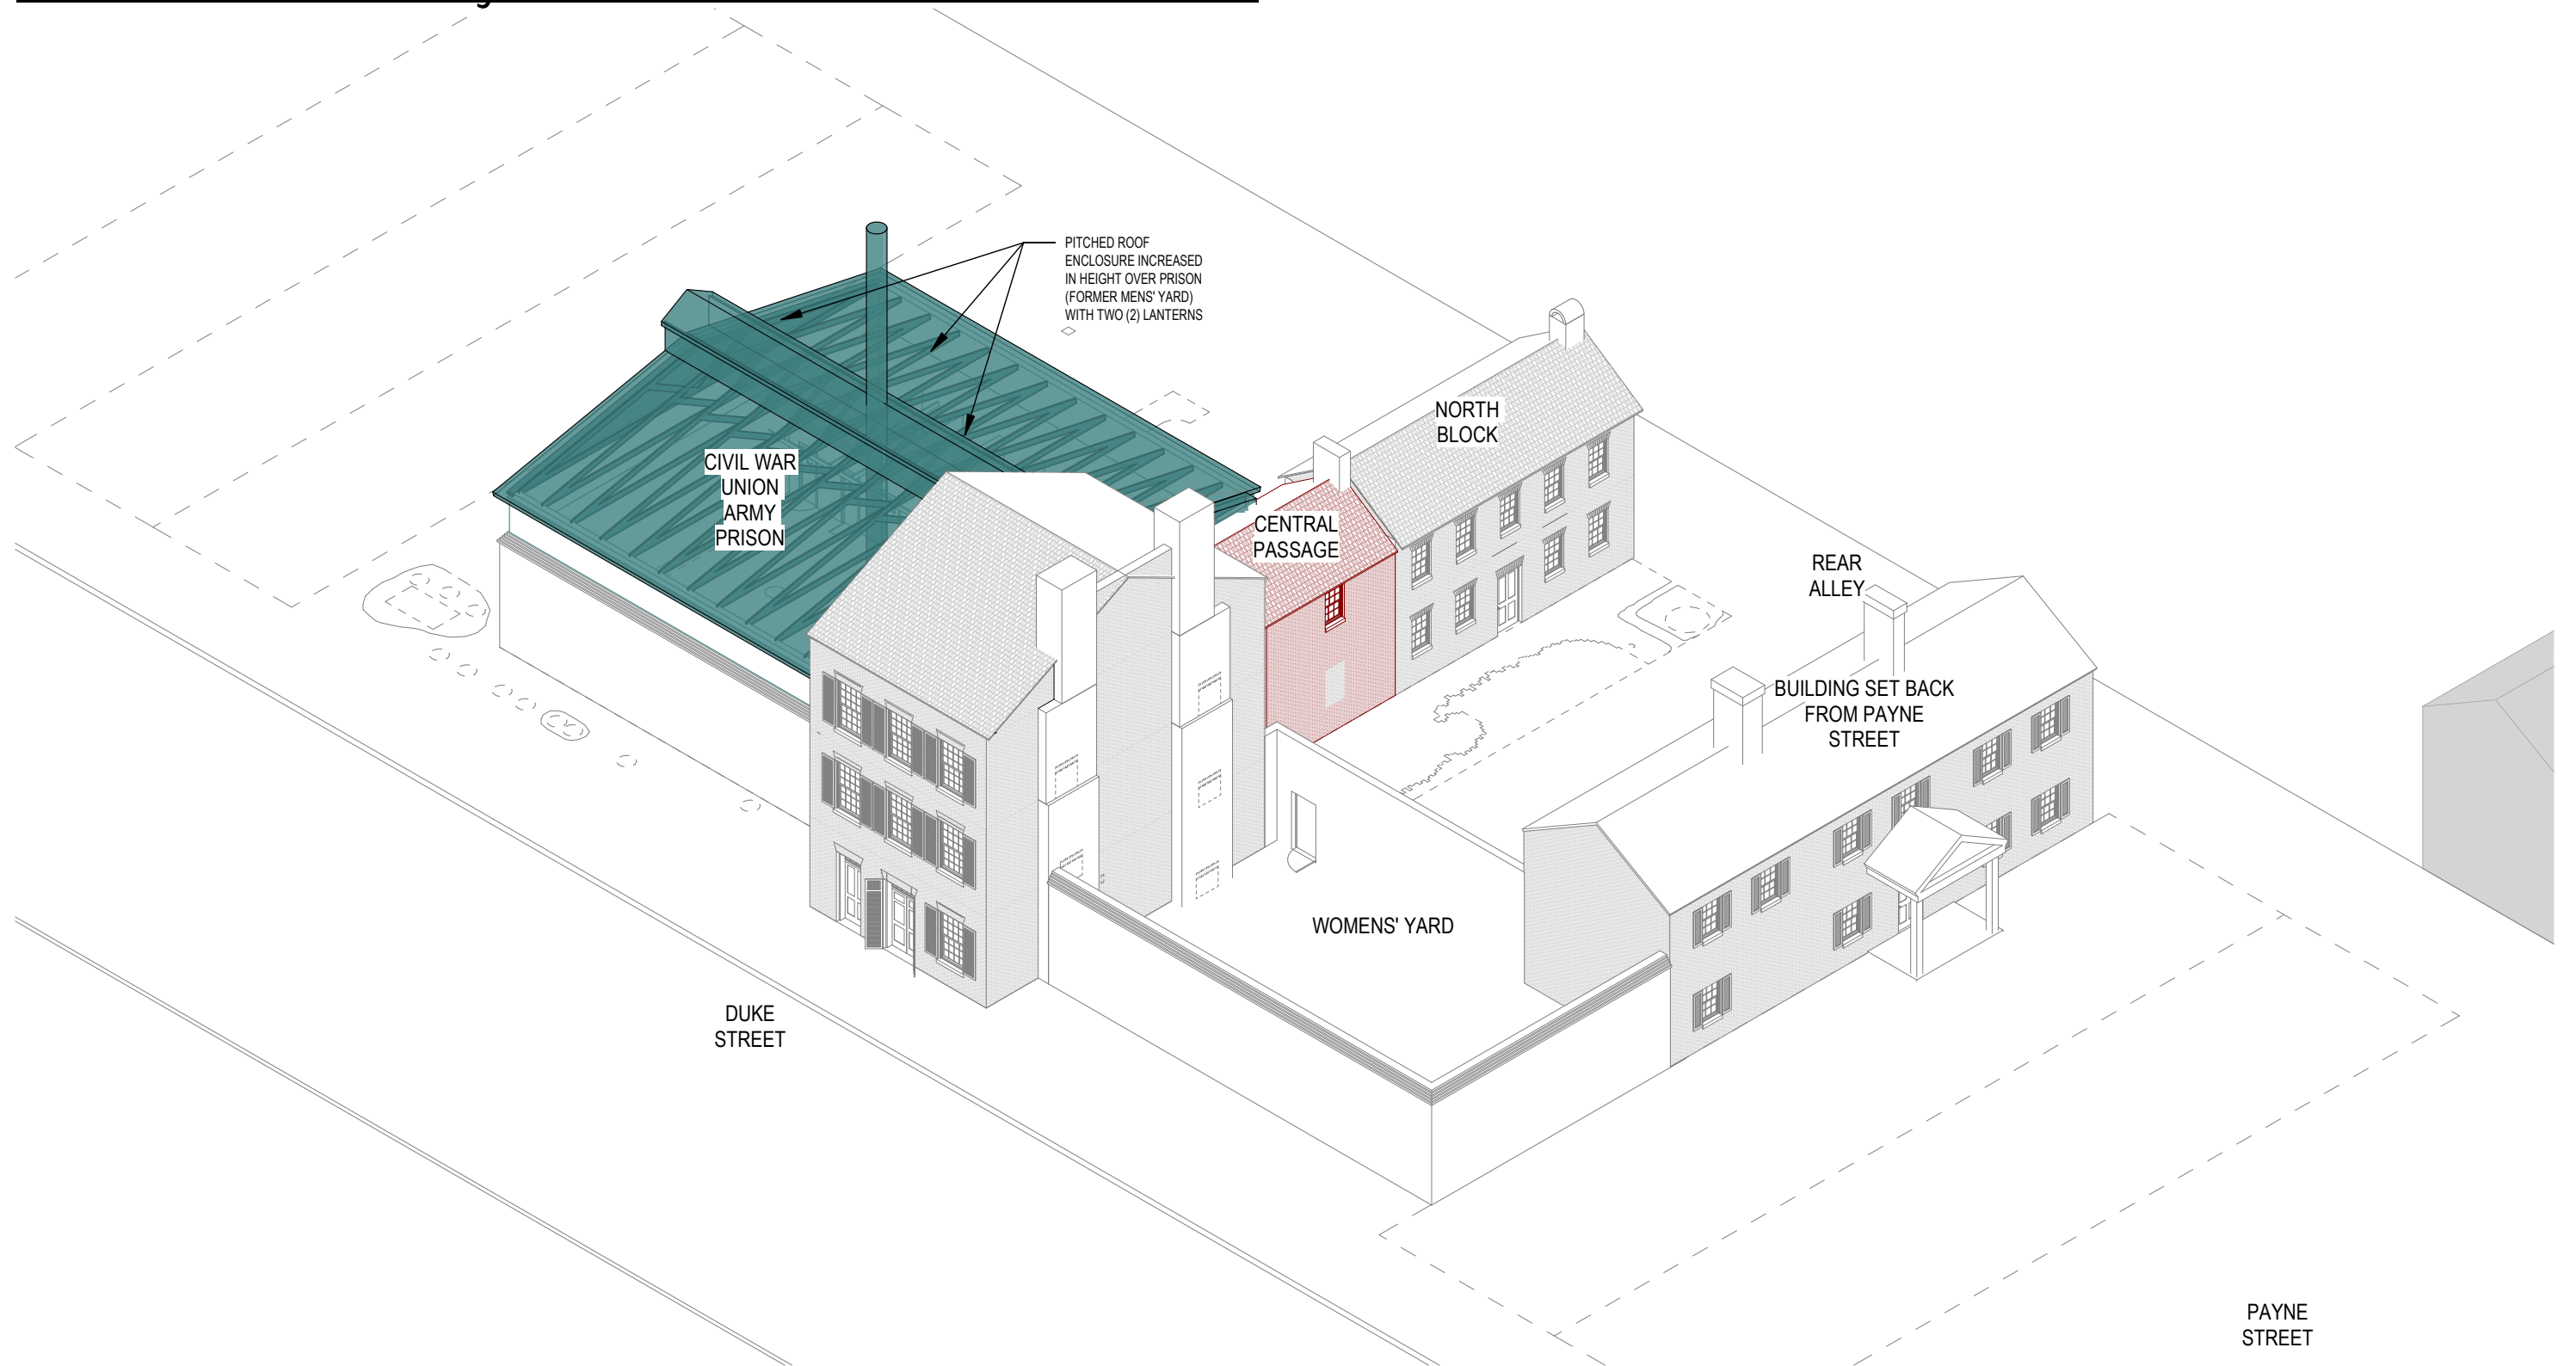 PITCHED ROOF
ENCLOSURE INCREASED
IN HEIGHT OVER PRISON
(FORMER MENS' YARD)
WITH TWO (2) LANTERNS
NORTH
BLOCK
CIVIL WAR
UNION
ARMY
PRISON
CENTRAL
PASSAGE
REAR
ALLEY
BUILDING SET BACK
FROM PAYNE
STREET
WOMENS' YARD
DUKE
STREET
PAYNE
STREET